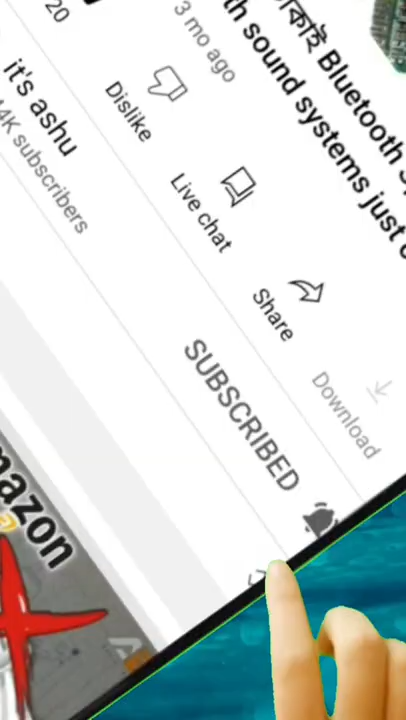 কাই Bluetooth
th sound systems just
3 mo ago
20
Dislike
Live chat
Share
Download
it's ashu
4K subscribers
SUBSCRIBED
mazon